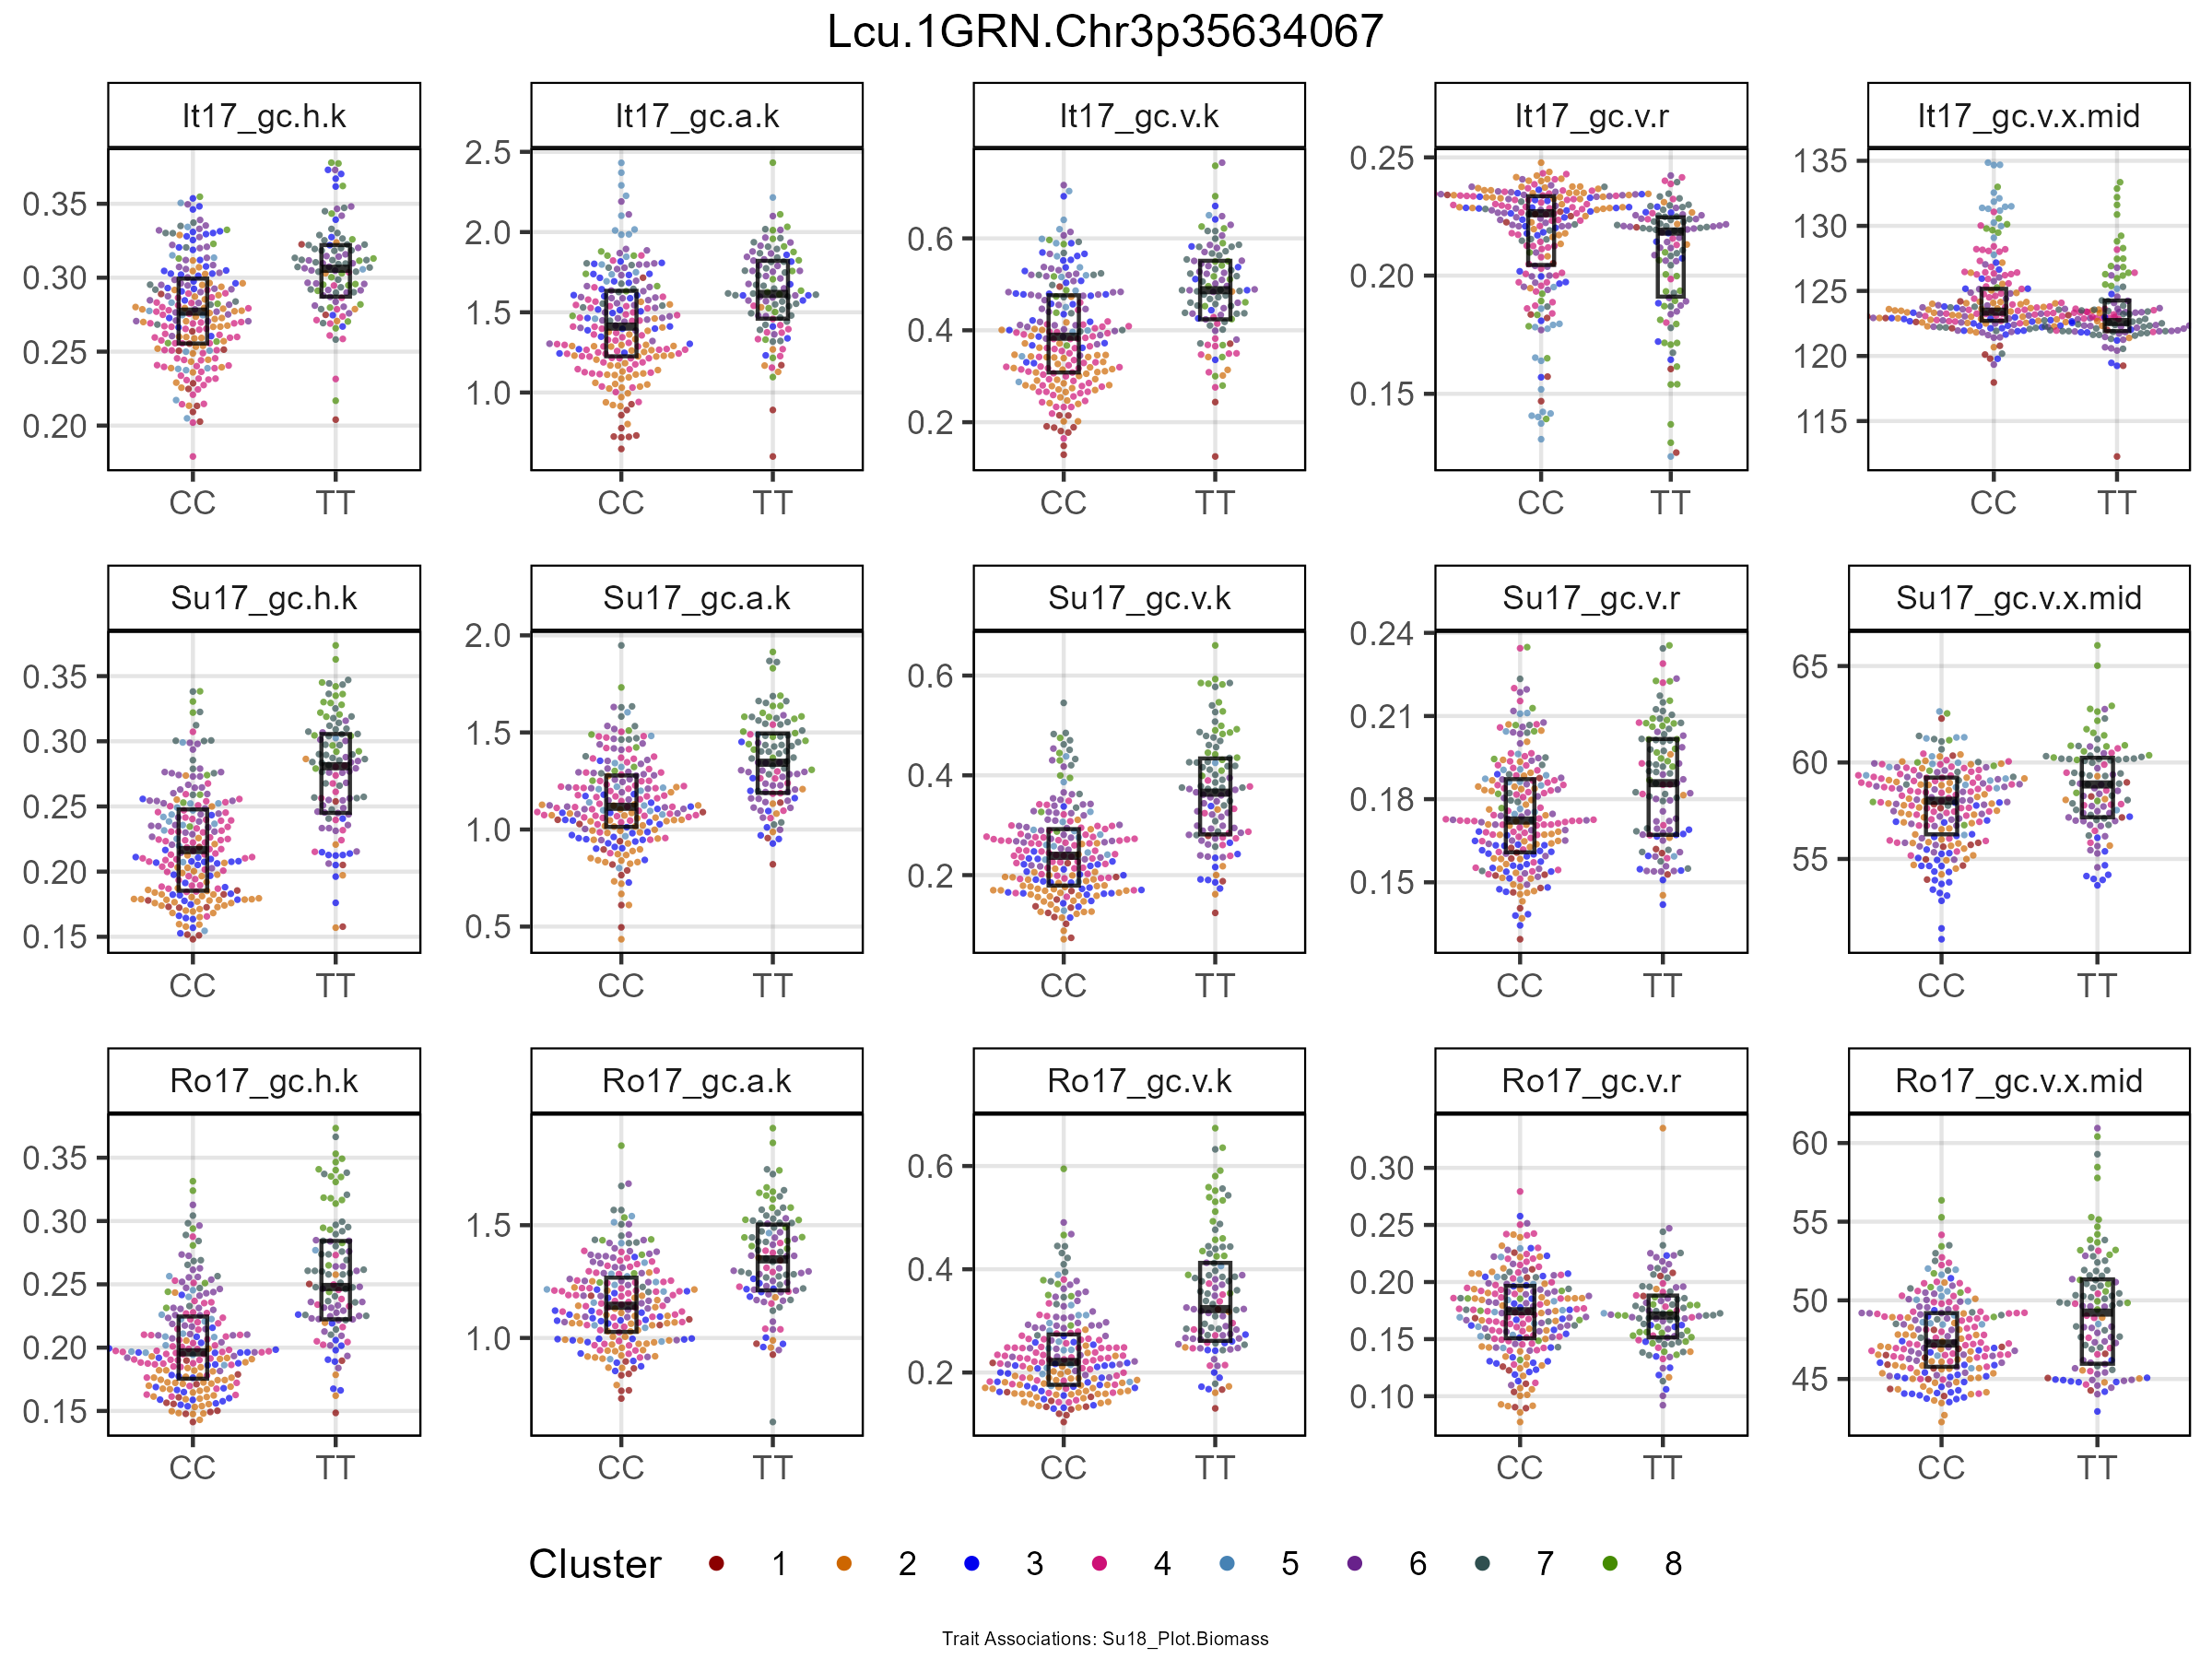 Lcu.1GRN.Chr3p35634067
It17_gc.h.k It17_gc.a.k It17_gc.v.k It17_gc.v.r It17_gc.v.x.mid
0.35 0.30 0.25 0.20
2.5 2.0 1.5 1.0
0.6 0.4 0.2
0.25 0.20 0.15
135 130 125 120 115
CC TT CC TT CC TT CC TT CC TT
Su17_gc.h.k Su17_gc.a.k Su17_gc.v.k Su17_gc.v.r Su17_gc.v.x.mid
0.35 0.30 0.25 0.20 0.15
2.0 1.5 1.0 0.5
0.6 0.4 0.2
0.24 0.21 0.18 0.15
65 60 55
CC TT CC TT CC TT CC TT CC TT
Ro17_gc.h.k Ro17_gc.a.k Ro17_gc.v.k Ro17_gc.v.r Ro17_gc.v.x.mid
0.35 0.30 0.25 0.20 0.15
1.5 1.0
0.6 0.4 0.2
0.30 0.25 0.20 0.15 0.10
60 55 50 45
CC TT CC TT CC TT CC TT CC TT
Cluster 1 2 3 4 5 6 7 8
Trait Associations: Su18_Plot.Biomass